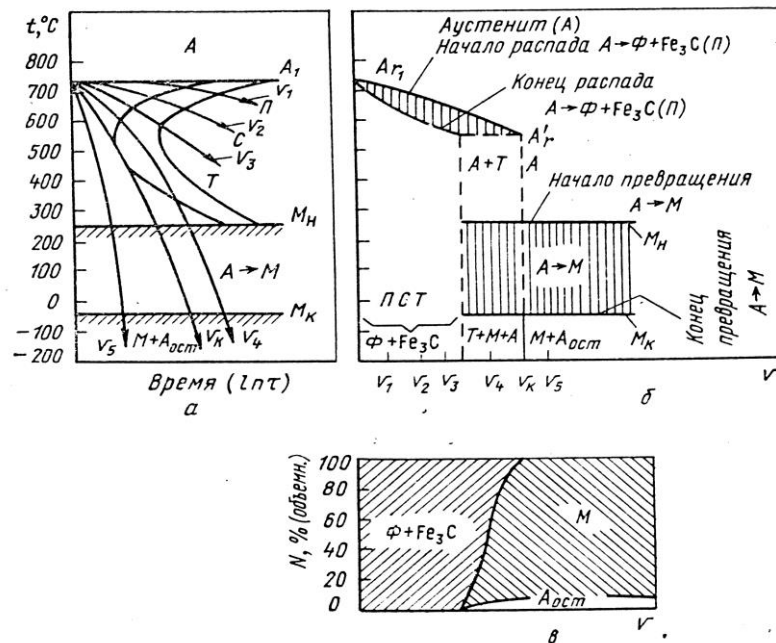 t,°C
800
700
600
500
400
300
200
100
0
-100
-200
A
A₁
V₁
П
V₂
С
V₃
Т
Mн
A→M
Mк
V₅
M+Aост
Vк
V₄
Время (lnτ)
а
Аустенит (А)
Начало распада A→Ф+Fe₃C(П)
Ar₁
Конец распада
A→Ф+Fe₃C(П)
A'r
A+T
A
Начало превращения
A→M
Mн
A→M
ПСТ
Ф+Fe₃C
T+M+A
M+Aост
Mк
Конец
превращения
A→M
V₁
V₂
V₃
V₄
Vк
V₅
б
V
N, % (объемн.)
100
80
60
40
20
0
Ф+Fe₃C
M
Aост
в
V